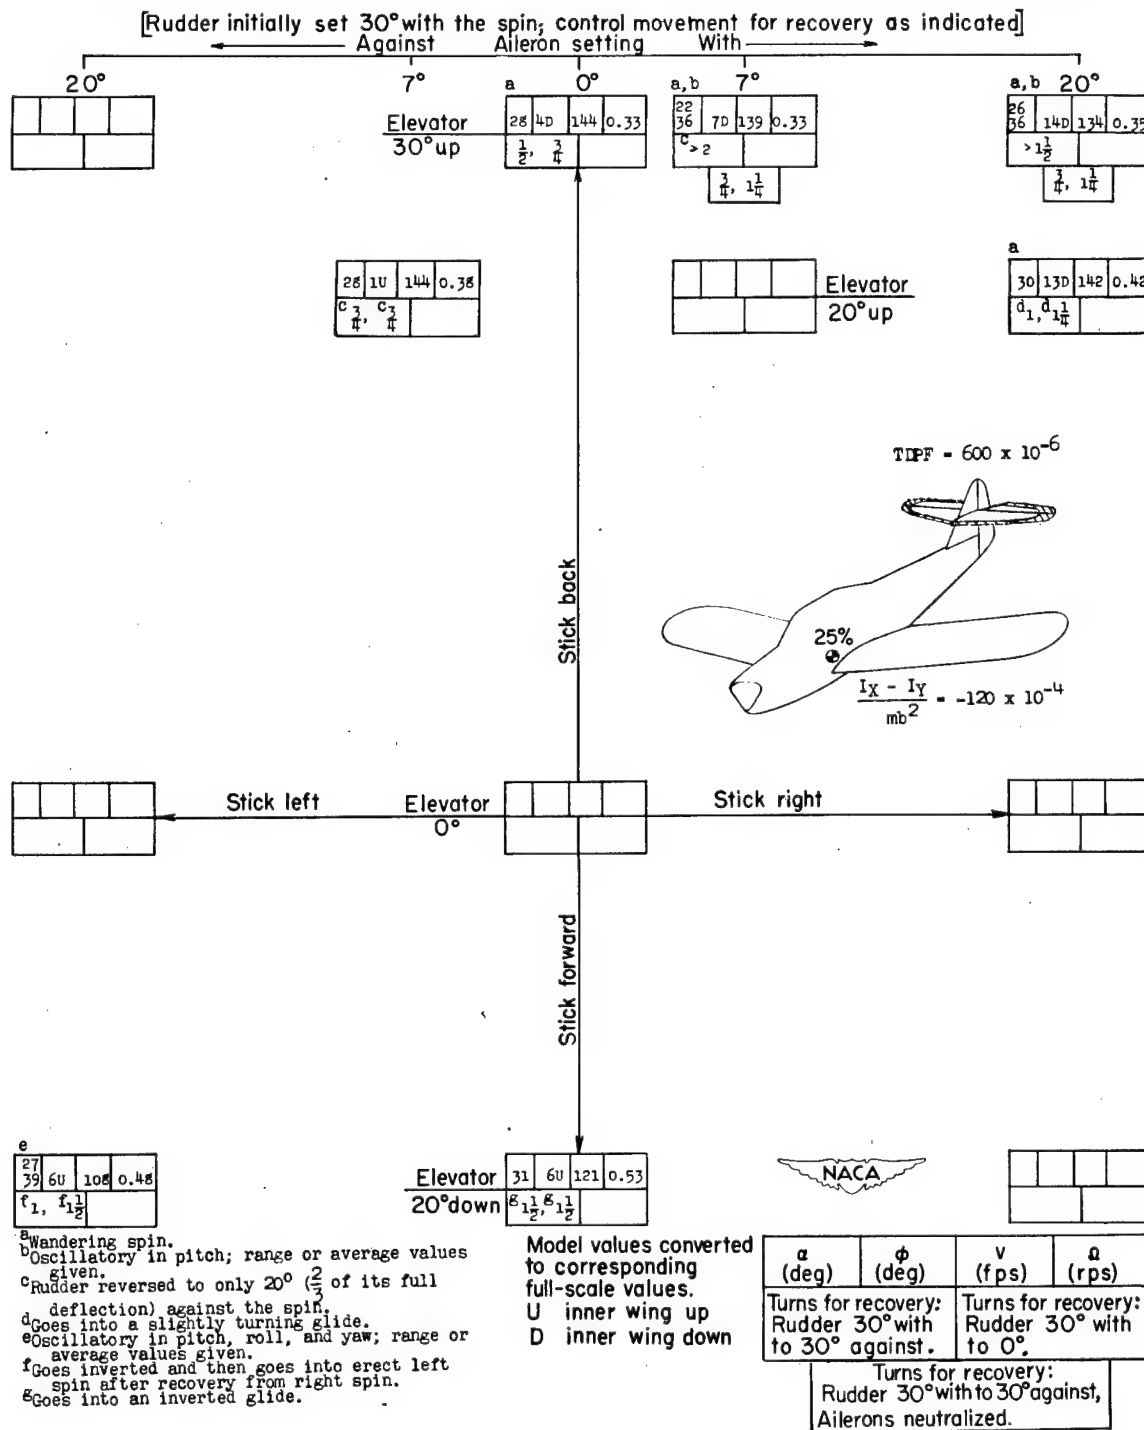 [Rudder initially set 30° with the spin; control movement for recovery as indicated]
Against Aileron setting With
20° 7° 0° 7° 20°
a a,b a,b
Elevator 30° up
28 4D 144 0.33
1/2, 3/4
22 36 7D 139 0.33
c >2
3/4, 1 1/4
26 36 14D 134 0.35
>1 1/2
3/4, 1 1/4
28 1U 144 0.38
c 3/4, c 3/4
Elevator 20° up
a
30 13D 142 0.42
d 1, d 1 1/4
TDPF = 600 x 10⁻⁶
25%
I_X - I_Y / mb² = -120 x 10⁻⁴
Stick back
Stick left Elevator 0° Stick right
Stick forward
e
27 39 6U 108 0.48
f 1, f 1 1/2
Elevator 20° down
31 6U 121 0.53
g 1 1/2, g 1 1/2
NACA
a Wandering spin.
b Oscillatory in pitch; range or average values
given.
c Rudder reversed to only 20° (2/3 of its full
deflection) against the spin.
d Goes into a slightly turning glide.
e Oscillatory in pitch, roll, and yaw; range or
average values given.
f Goes inverted and then goes into erect left
spin after recovery from right spin.
g Goes into an inverted glide.
Model values converted
to corresponding
full-scale values.
U inner wing up
D inner wing down
α (deg) φ (deg) V (fps) Ω (rps)
Turns for recovery:
Rudder 30° with
to 30° against.
Turns for recovery:
Rudder 30° with
to 0°.
Turns for recovery:
Rudder 30° with to 30° against,
Ailerons neutralized.